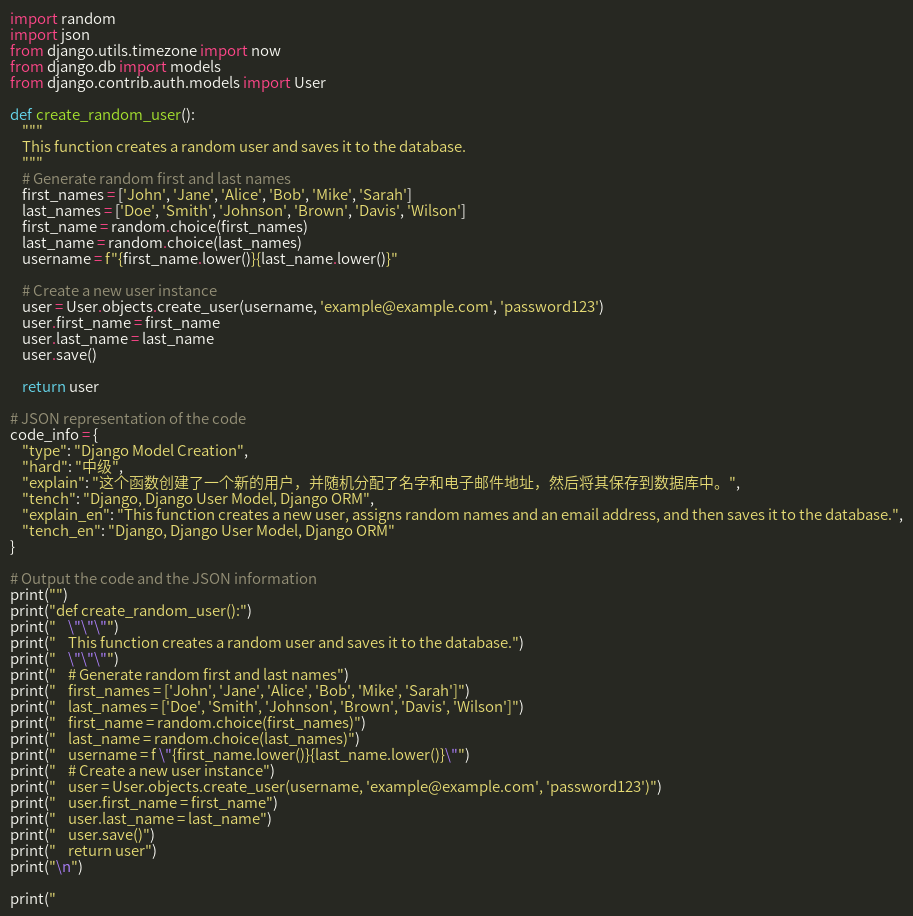 import random
import json
from django.utils.timezone import now
from django.db import models
from django.contrib.auth.models import User

def create_random_user():
    """
    This function creates a random user and saves it to the database.
    """
    # Generate random first and last names
    first_names = ['John', 'Jane', 'Alice', 'Bob', 'Mike', 'Sarah']
    last_names = ['Doe', 'Smith', 'Johnson', 'Brown', 'Davis', 'Wilson']
    first_name = random.choice(first_names)
    last_name = random.choice(last_names)
    username = f"{first_name.lower()}{last_name.lower()}"

    # Create a new user instance
    user = User.objects.create_user(username, 'example@example.com', 'password123')
    user.first_name = first_name
    user.last_name = last_name
    user.save()

    return user

# JSON representation of the code
code_info = {
    "type": "Django Model Creation",
    "hard": "中级",
    "explain": "这个函数创建了一个新的用户，并随机分配了名字和电子邮件地址，然后将其保存到数据库中。",
    "tench": "Django, Django User Model, Django ORM",
    "explain_en": "This function creates a new user, assigns random names and an email address, and then saves it to the database.",
    "tench_en": "Django, Django User Model, Django ORM"
}

# Output the code and the JSON information
print("")
print("def create_random_user():")
print("    \"\"\"")
print("    This function creates a random user and saves it to the database.")
print("    \"\"\"")
print("    # Generate random first and last names")
print("    first_names = ['John', 'Jane', 'Alice', 'Bob', 'Mike', 'Sarah']")
print("    last_names = ['Doe', 'Smith', 'Johnson', 'Brown', 'Davis', 'Wilson']")
print("    first_name = random.choice(first_names)")
print("    last_name = random.choice(last_names)")
print("    username = f \"{first_name.lower()}{last_name.lower()}\"")
print("    # Create a new user instance")
print("    user = User.objects.create_user(username, 'example@example.com', 'password123')")
print("    user.first_name = first_name")
print("    user.last_name = last_name")
print("    user.save()")
print("    return user")
print("\n")

print("